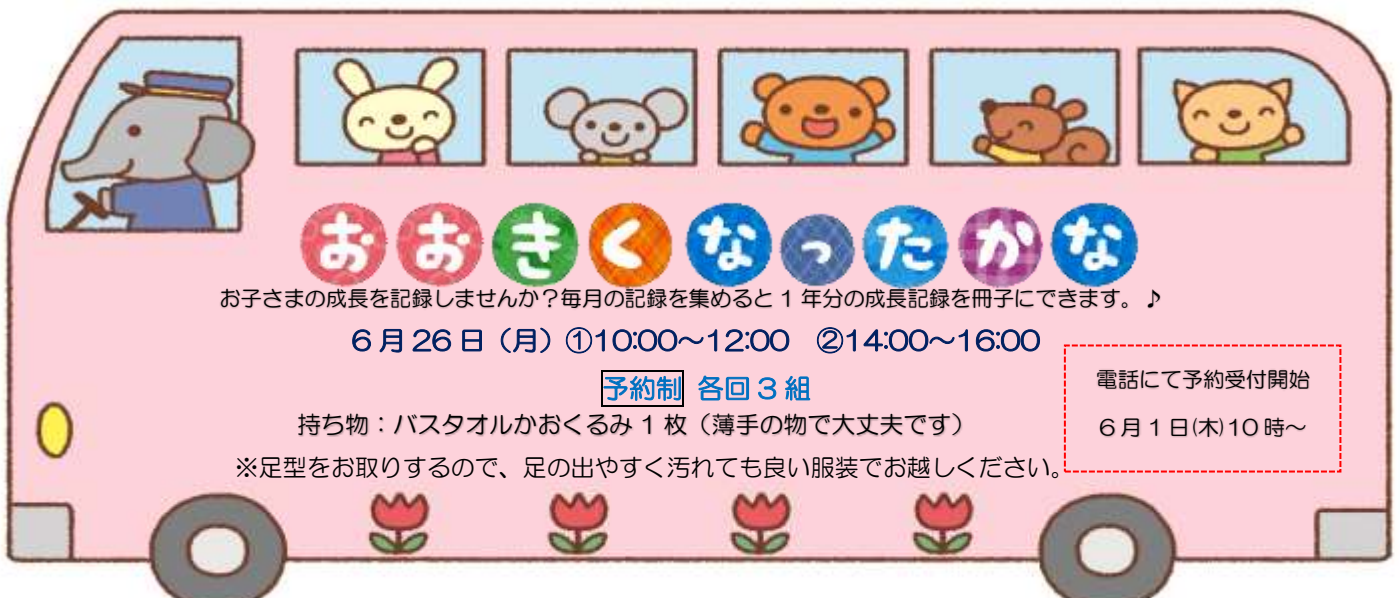 おおきくなったかな
お子さまの成長を記録しませんか？毎月の記録を集めると１年分の成長記録を冊子にできます。♪
６月26日（月）①10:00～12:00　②14:00～16:00
予約制 各回３組
持ち物：バスタオルかおくるみ１枚（薄手の物で大丈夫です）
※足型をお取りするので、足の出やすく汚れても良い服装でお越しください。
電話にて予約受付開始
６月１日(木)10時～